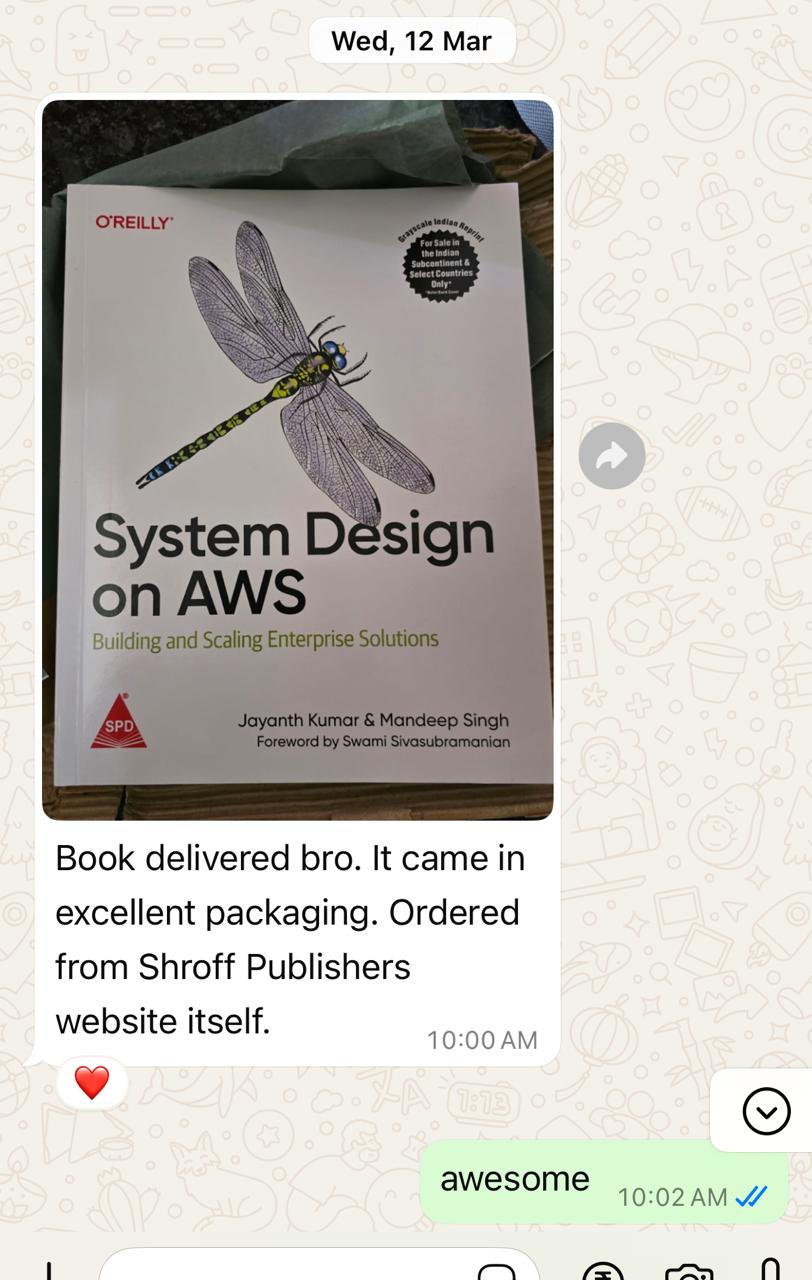 Wed, 12 Mar
O'REILLY®
Grayscale Indian Reprint
For Sale in
the Indian
Subcontinent &
Select Countries
Only*
System Design
on AWS
Building and Scaling Enterprise Solutions
SPD
®
Jayanth Kumar & Mandeep Singh
Foreword by Swami Sivasubramanian
Book delivered bro. It came in
excellent packaging. Ordered
from Shroff Publishers
website itself.
10:00 AM
awesome
10:02 AM